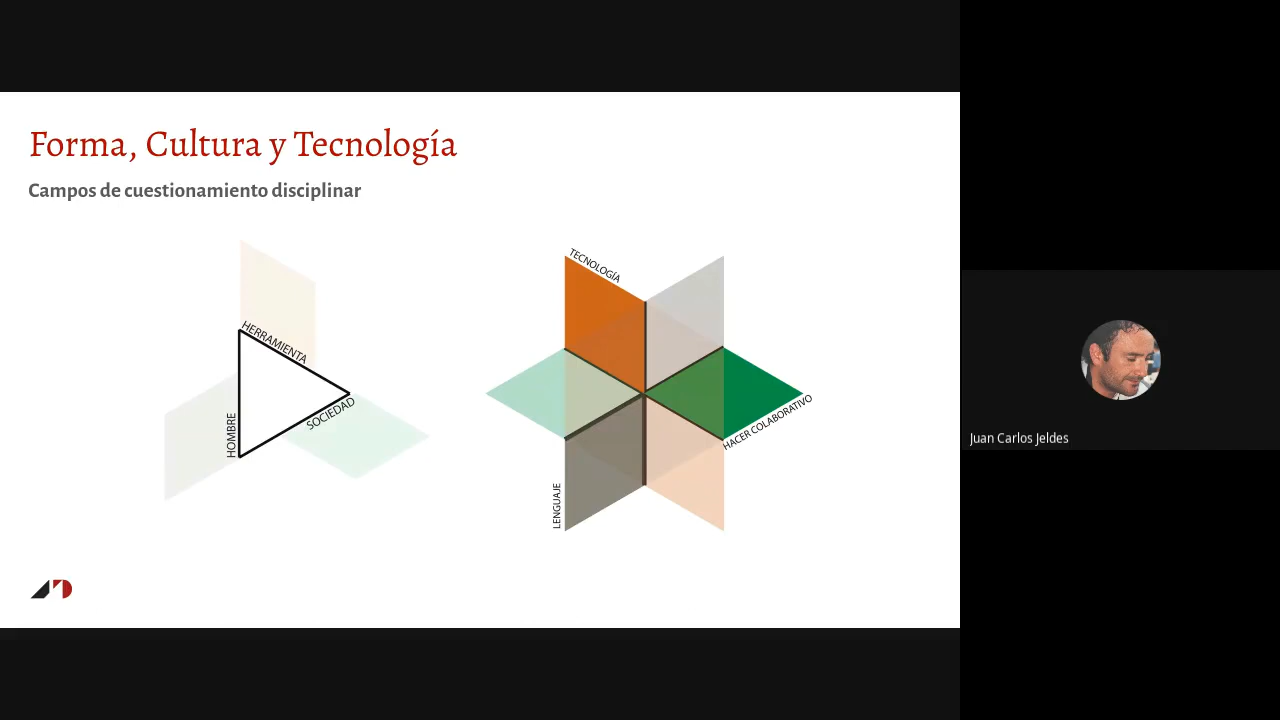 Forma, Cultura y Tecnología
Campos de cuestionamiento disciplinar
HERRAMIENTA
SOCIEDAD
HOMBRE
TECNOLOGÍA
HACER COLABORATIVO
LENGUAJE
Juan Carlos Jeldes